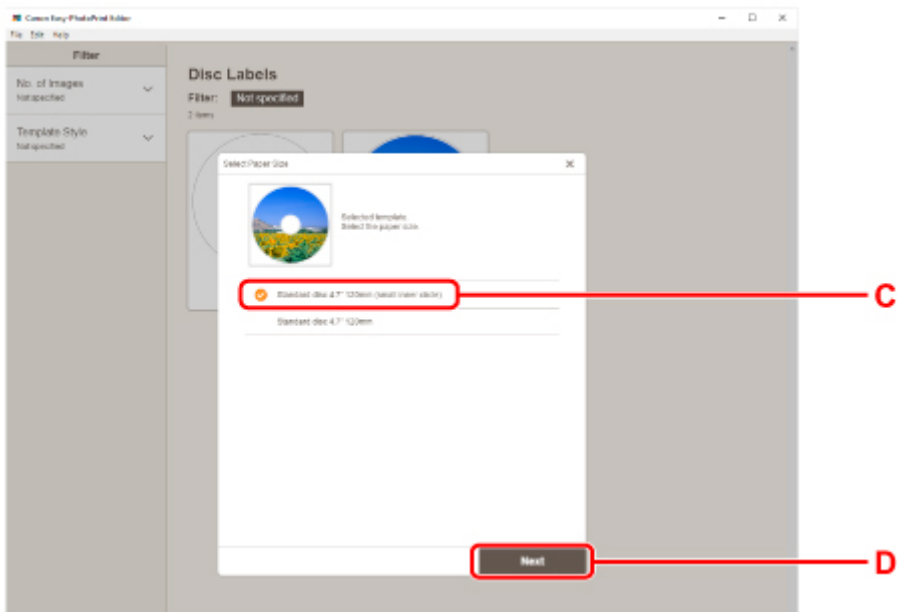 Canon Easy-PhotoPrint Editor
File Edit Help
Filter
No. of Images
Not specified
Template Style
Not specified
Disc Labels
Filter: Not specified
2 items
Select Paper Size
Selected template.
Select the paper size.
Standard disc 4.7" 120mm (small inner circle)
Standard disc 4.7" 120mm
Next
C
D